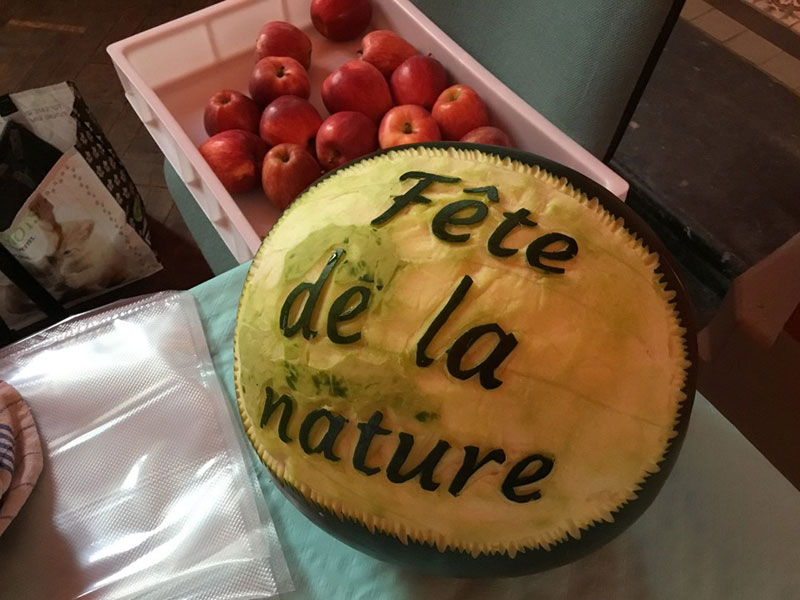 Fête
de la
nature